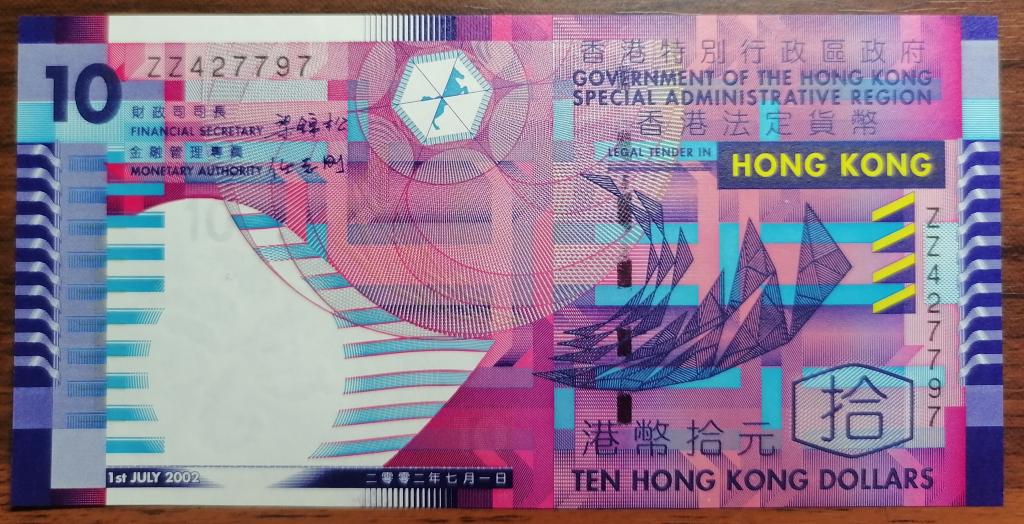 10
ZZ427797
財政司司長
FINANCIAL SECRETARY
金融管理專員
MONETARY AUTHORITY
10
1st JULY 2002
二零零二年七月一日
香港特別行政區政府
GOVERNMENT OF THE HONG KONG
SPECIAL ADMINISTRATIVE REGION
香港法定貨幣
LEGAL TENDER IN
HONG KONG
ZZ427797
拾
港幣拾元
TEN HONG KONG DOLLARS